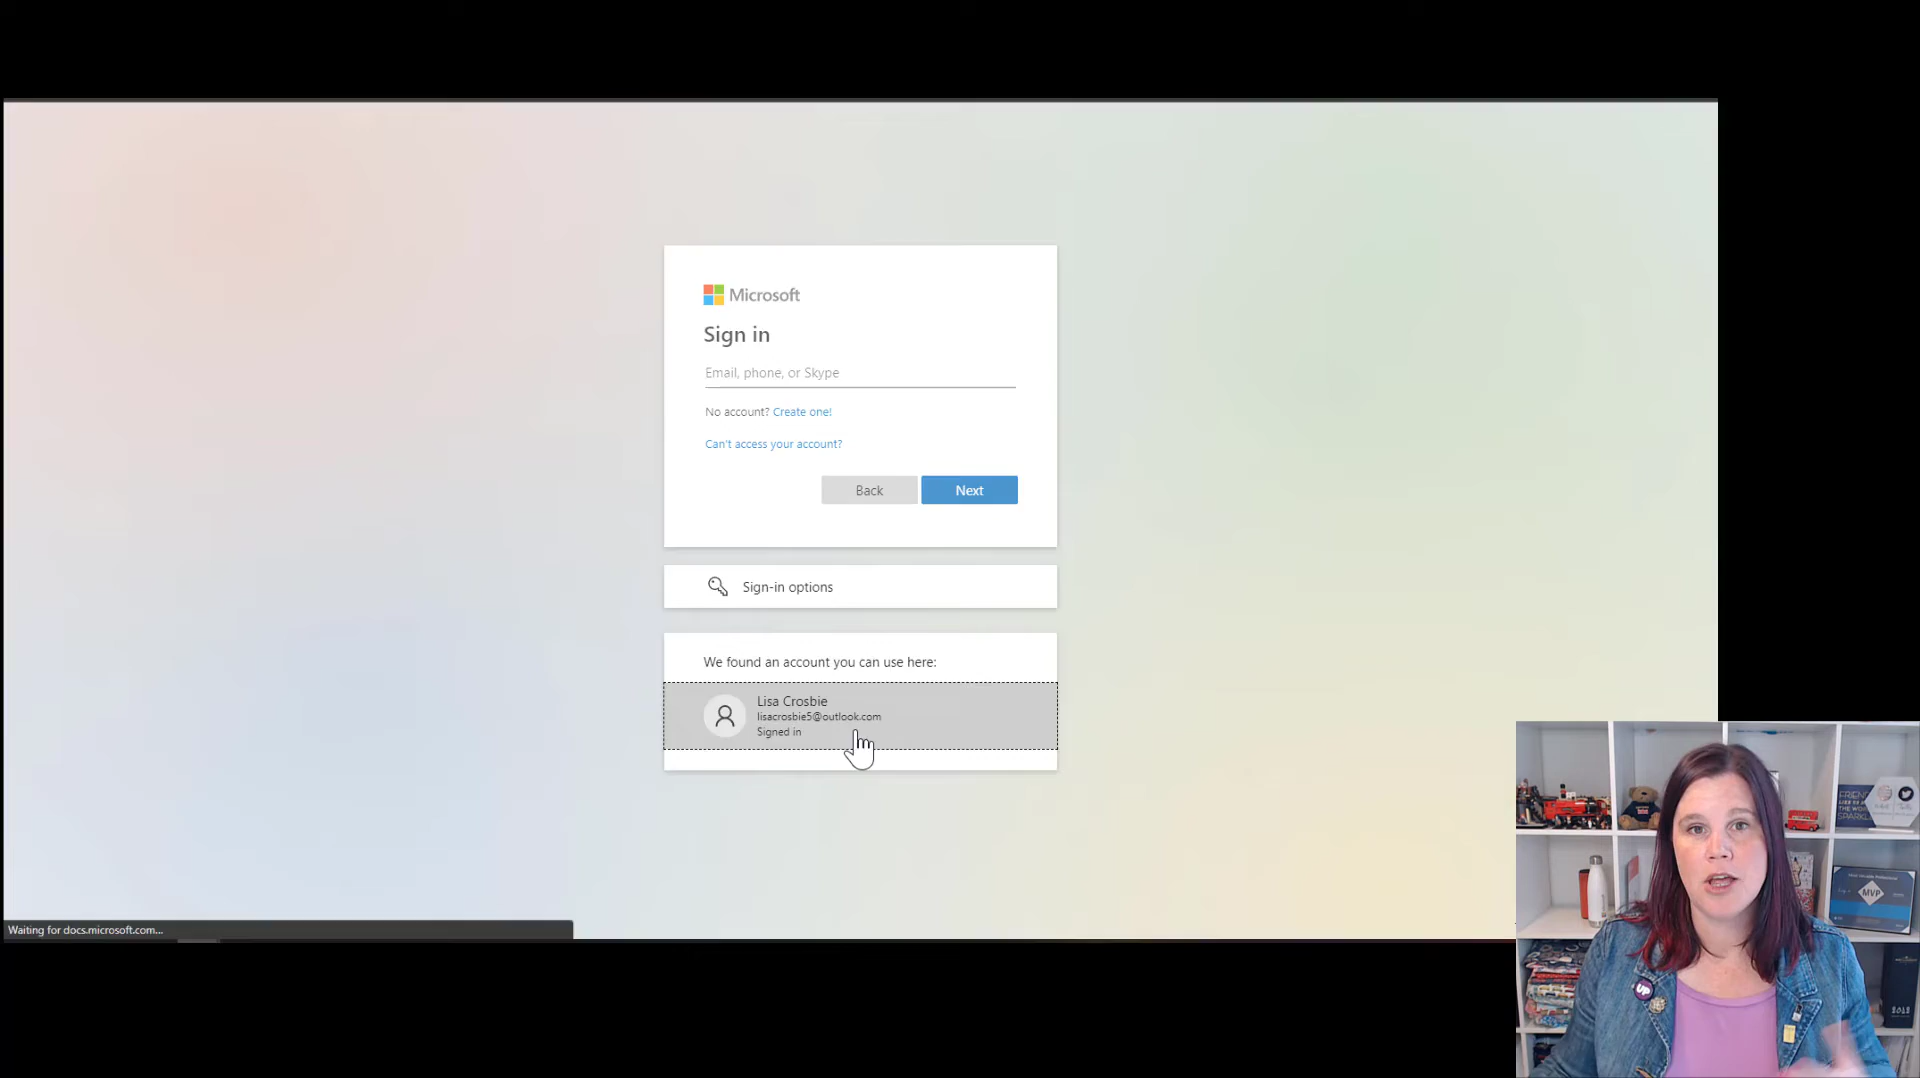 Microsoft
Sign in
Email, phone, or Skype
No account? Create one!
Can't access your account?
Back
Next
Sign-in options
We found an account you can use here:
Lisa Crosbie
lisacrosbie5@outlook.com
Signed in
Waiting for docs.microsoft.com...
MVP
UP